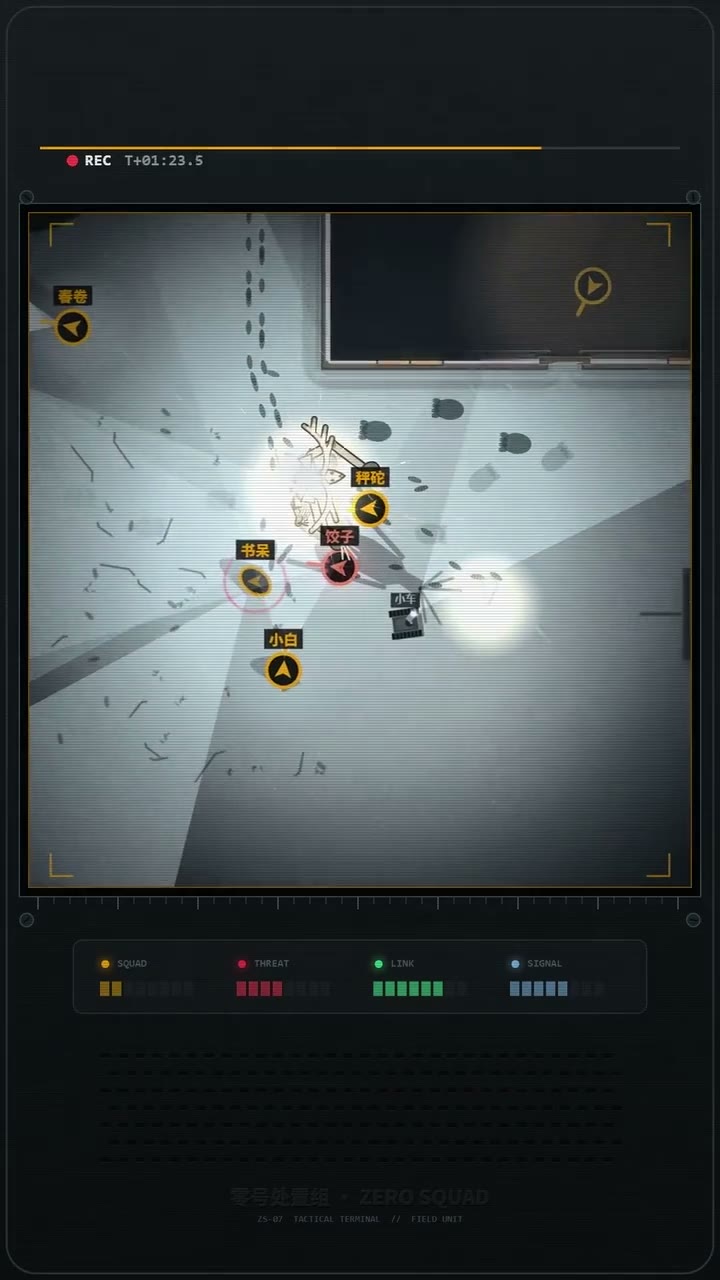 REC T+01:23.5
春卷
秤砣
饺子
书呆
小车
小白
SQUAD THREAT LINK SIGNAL
零号处置组 · ZERO SQUAD
ZS-07 TACTICAL TERMINAL // FIELD UNIT